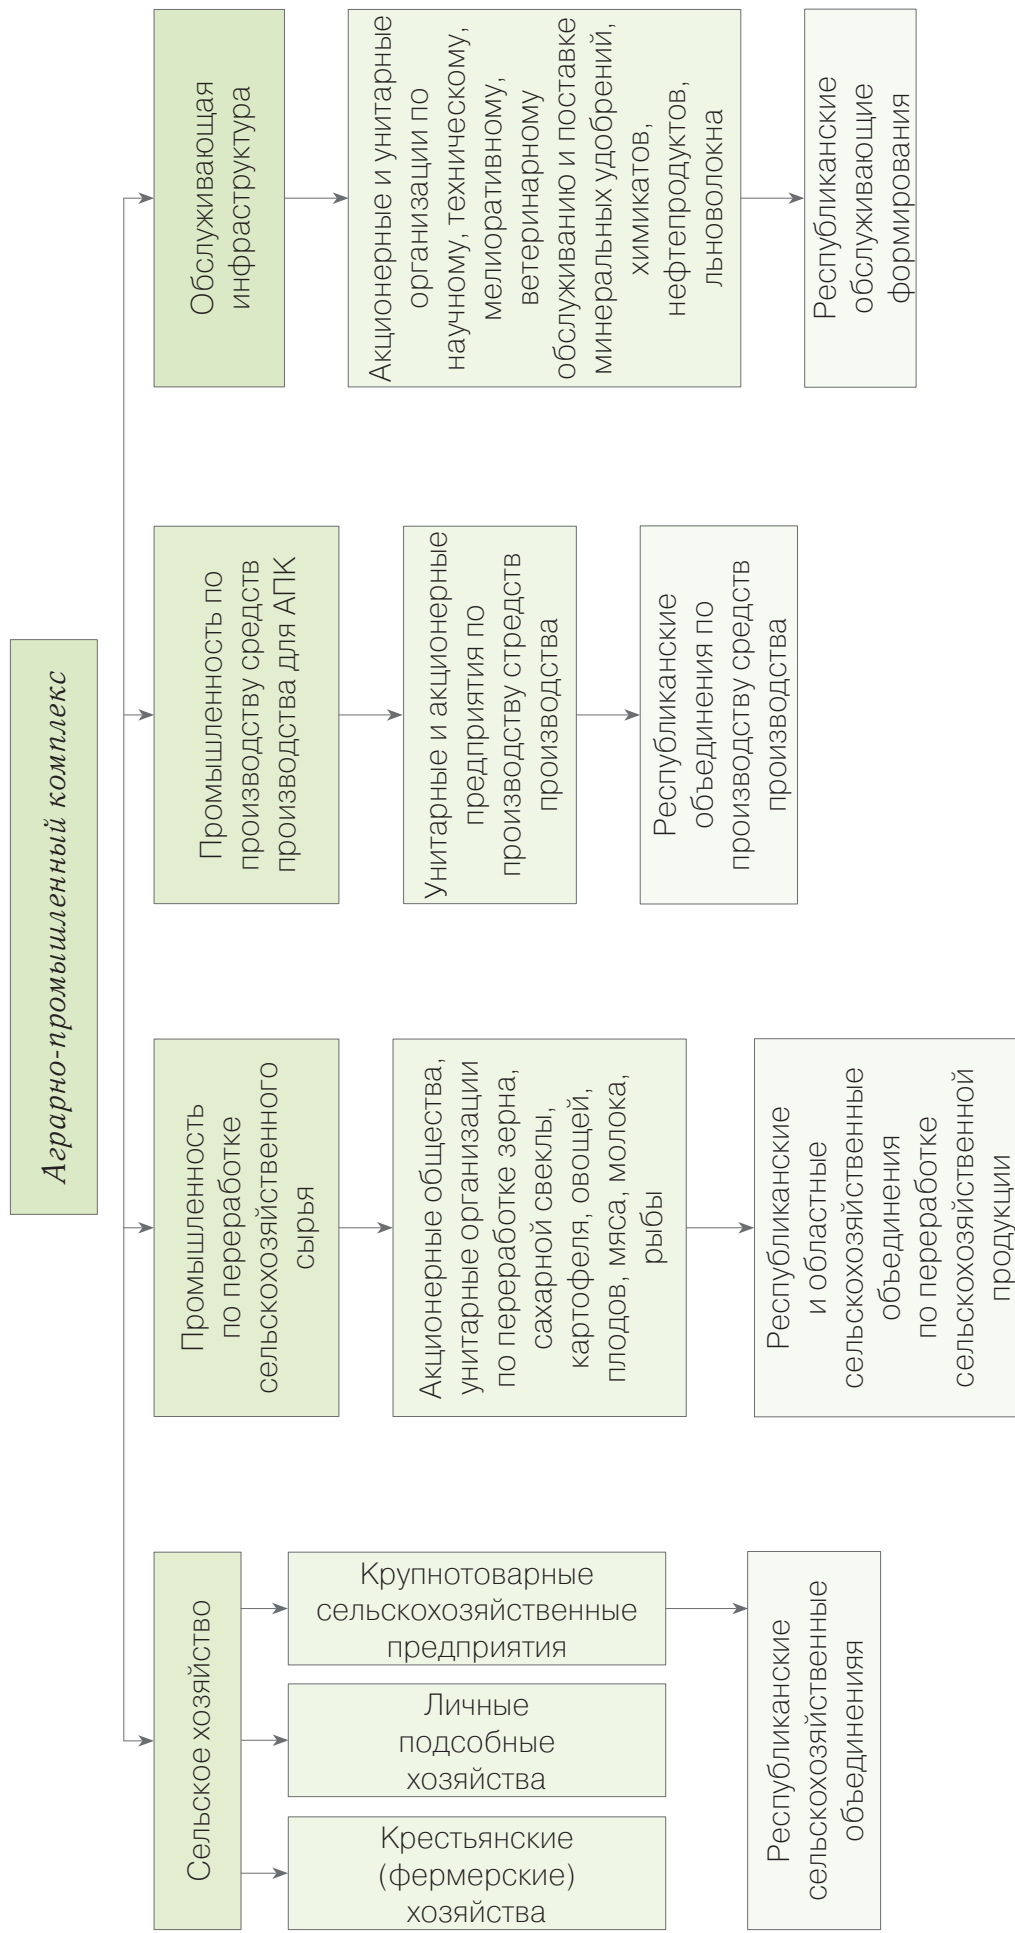 Аграрно-промышленный комплекс
Сельское хозяйство
Крестьянские
(фермерские)
хозяйства
Личные
подсобные
хозяйства
Крупнотоварные
сельскохозяйственные
предприятия
Республиканские
сельскохозяйственные
объединения
Промышленность
по переработке
сельскохозяйственного
сырья
Акционерные общества,
унитарные организации
по переработке зерна,
сахарной свеклы,
картофеля, овощей,
плодов, мяса, молока,
рыбы
Республиканские
и областные
сельскохозяйственные
объединения
по переработке
сельскохозяйственной
продукции
Промышленность по
производству средств
производства для АПК
Унитарные и акционерные
предприятия по
производству стредств
производства
Республиканские
объединения по
производству средств
производства
Обслуживающая
инфраструктура
Акционерные и унитарные
организации по
научному, техническому,
мелиоративному,
ветеринарному
обслуживанию и поставке
минеральных удобрений,
химикатов,
нефтепродуктов,
льноволокна
Республиканские
обслуживающие
формирования